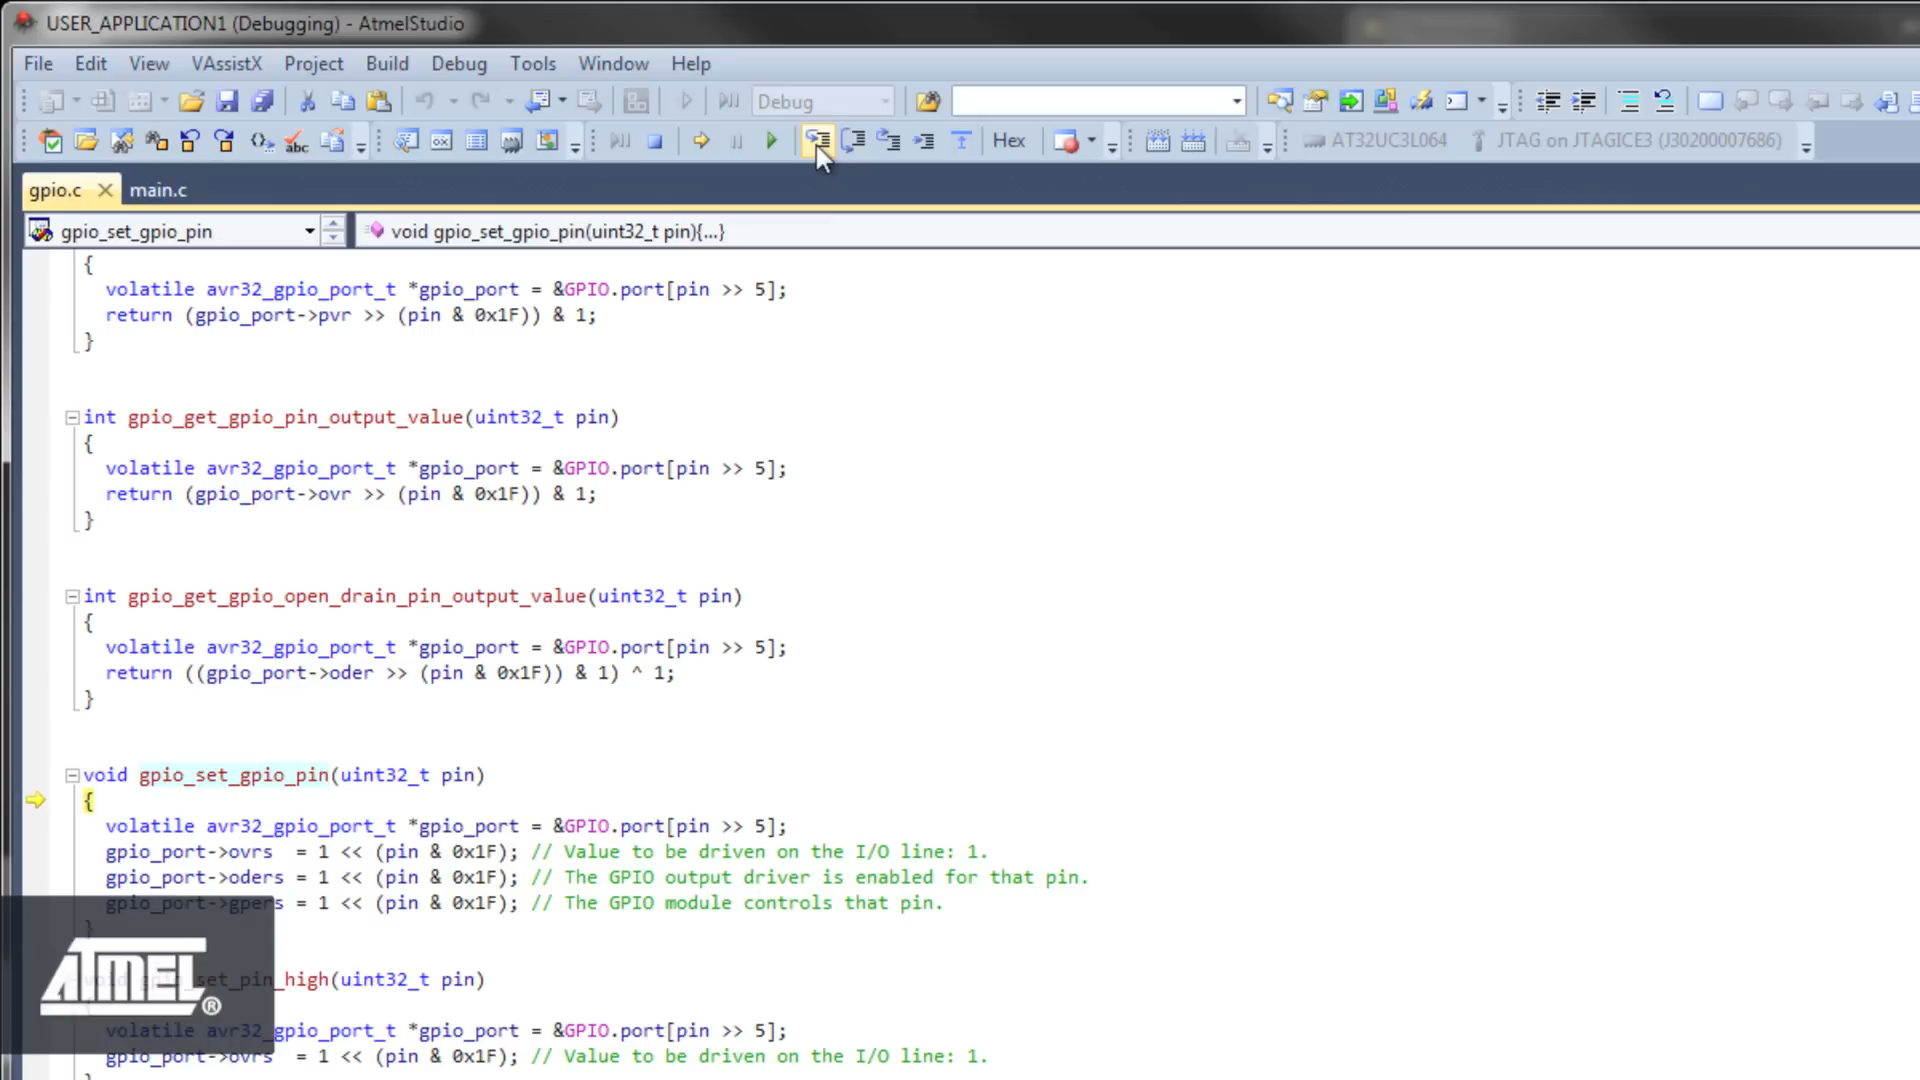 USER_APPLICATION1 (Debugging) - AtmelStudio
File Edit View VAssistX Project Build Debug Tools Window Help
Debug
abc Hex AT32UC3L064 JTAG on JTAGICE3 (J30200007686)
gpio.c main.c
gpio_set_gpio_pin void gpio_set_gpio_pin(uint32_t pin){...}
{
volatile avr32_gpio_port_t *gpio_port = &GPIO.port[pin >> 5];
return (gpio_port->pvr >> (pin & 0x1F)) & 1;
}
int gpio_get_gpio_pin_output_value(uint32_t pin)
{
volatile avr32_gpio_port_t *gpio_port = &GPIO.port[pin >> 5];
return (gpio_port->ovr >> (pin & 0x1F)) & 1;
}
int gpio_get_gpio_open_drain_pin_output_value(uint32_t pin)
{
volatile avr32_gpio_port_t *gpio_port = &GPIO.port[pin >> 5];
return ((gpio_port->oder >> (pin & 0x1F)) & 1) ^ 1;
}
void gpio_set_gpio_pin(uint32_t pin)
{
volatile avr32_gpio_port_t *gpio_port = &GPIO.port[pin >> 5];
gpio_port->ovrs = 1 << (pin & 0x1F); // Value to be driven on the I/O line: 1.
gpio_port->oders = 1 << (pin & 0x1F); // The GPIO output driver is enabled for that pin.
gpio_port->gpers = 1 << (pin & 0x1F); // The GPIO module controls that pin.
}
void gpio_set_pin_high(uint32_t pin)
volatile avr32_gpio_port_t *gpio_port = &GPIO.port[pin >> 5];
gpio_port->ovrs = 1 << (pin & 0x1F); // Value to be driven on the I/O line: 1.
ATMEL®